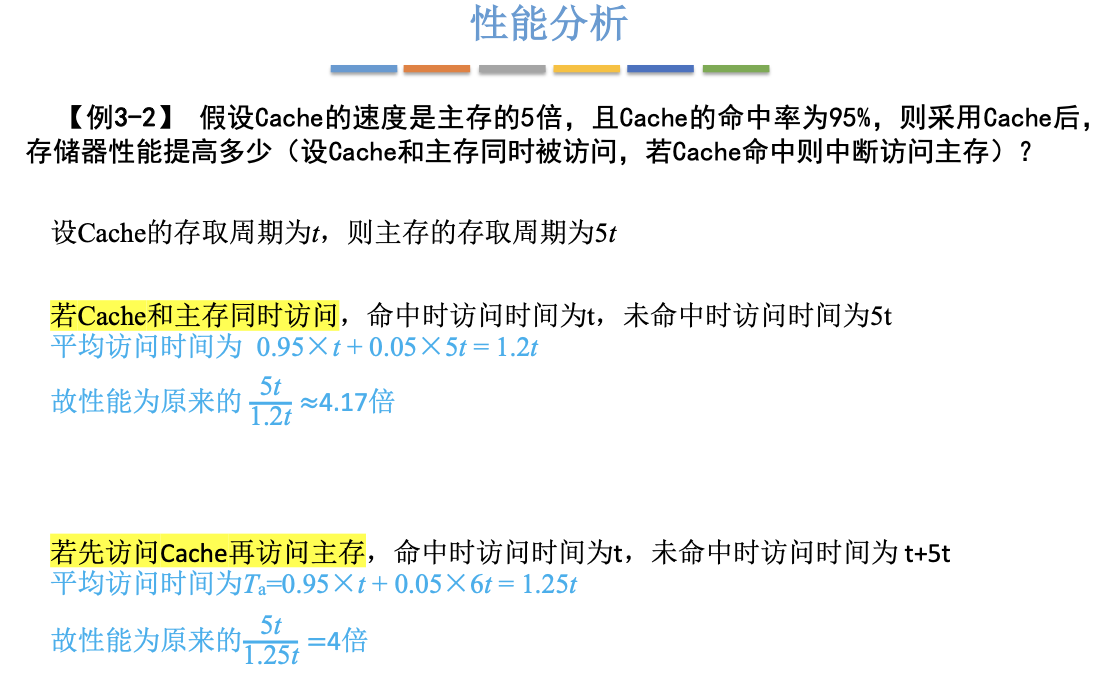 性能分析
【例3-2】 假设Cache的速度是主存的5倍，且Cache的命中率为95%，则采用Cache后，
存储器性能提高多少（设Cache和主存同时被访问，若Cache命中则中断访问主存）？
设Cache的存取周期为t，则主存的存取周期为5t
若Cache和主存同时访问，命中时访问时间为t，未命中时访问时间为5t
平均访问时间为 0.95×t + 0.05×5t = 1.2t
故性能为原来的 5t/1.2t ≈4.17倍
若先访问Cache再访问主存，命中时访问时间为t，未命中时访问时间为 t+5t
平均访问时间为Ta=0.95×t + 0.05×6t = 1.25t
故性能为原来的 5t/1.25t =4倍